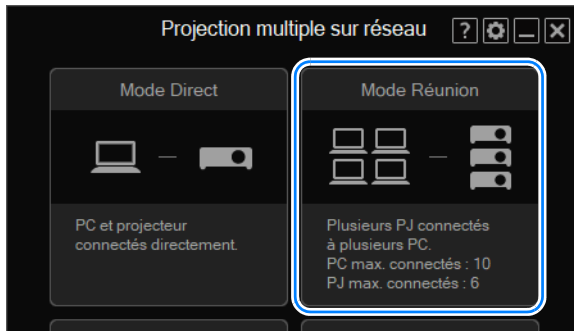 Projection multiple sur réseau
Mode Direct
PC et projecteur
connectés directement.
Mode Réunion
Plusieurs PJ connectés
à plusieurs PC.
PC max. connectés : 10
PJ max. connectés : 6